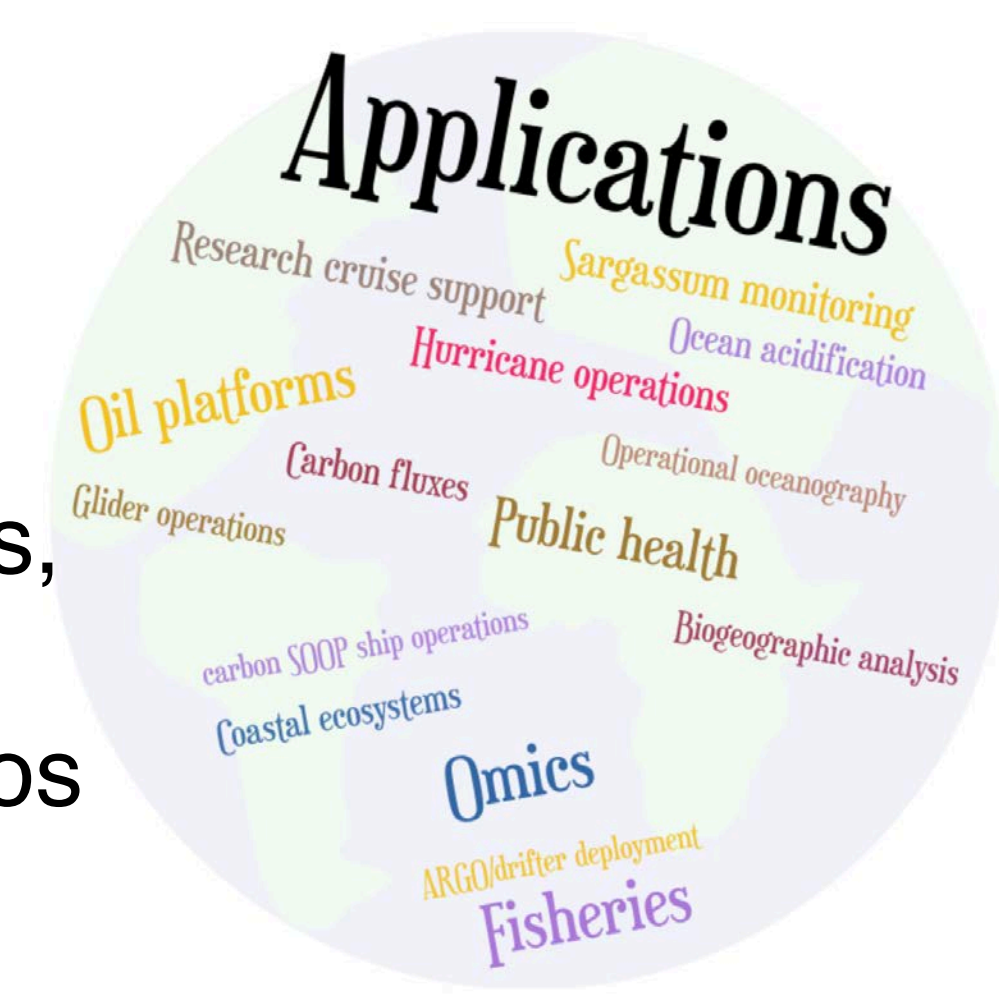 Applications
Research cruise support
Sargassum monitoring
Ocean acidification
Hurricane operations
Oil platforms
Carbon fluxes
Operational oceanography
Glider operations
Public health
s,
Biogeographic analysis
carbon SOOP ship operations
Coastal ecosystems
os
Omics
ARGO/drifter deployment
Fisheries